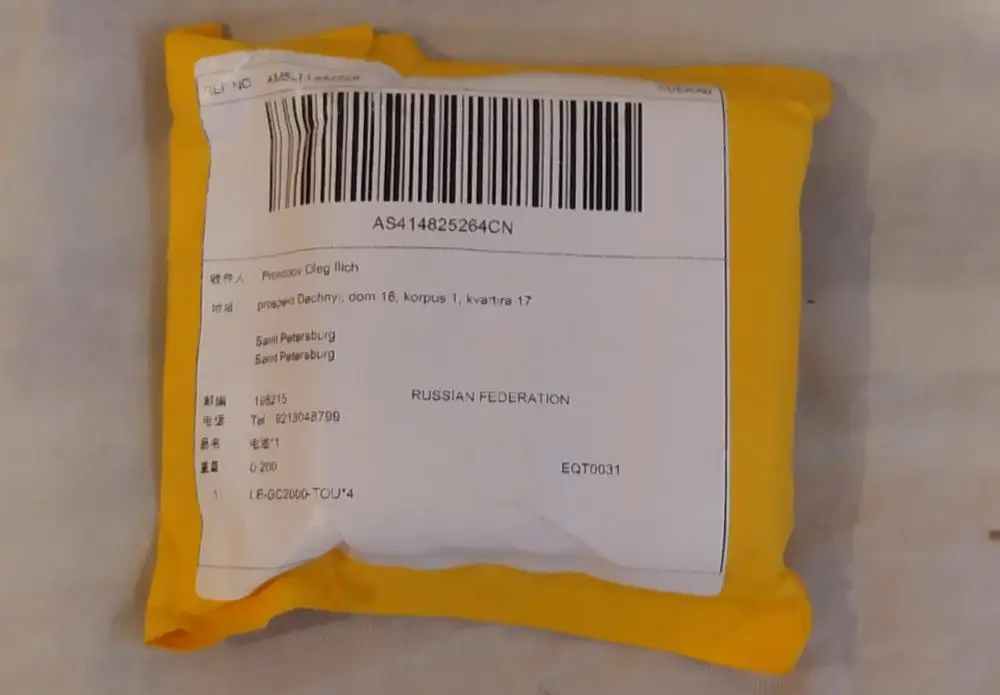 REF NO
AS414825264CN
收件人 Oleg Ilich
地址 prospekt Dachnyi, dom 16, korpus 1, kvartira 17
Saint Petersburg
Saint Petersburg
邮编 198215 RUSSIAN FEDERATION
电话 Tel 9213048799
品名 电池*1
重量 0.200 EQT0031
1 LE-GC2000-TOU*4